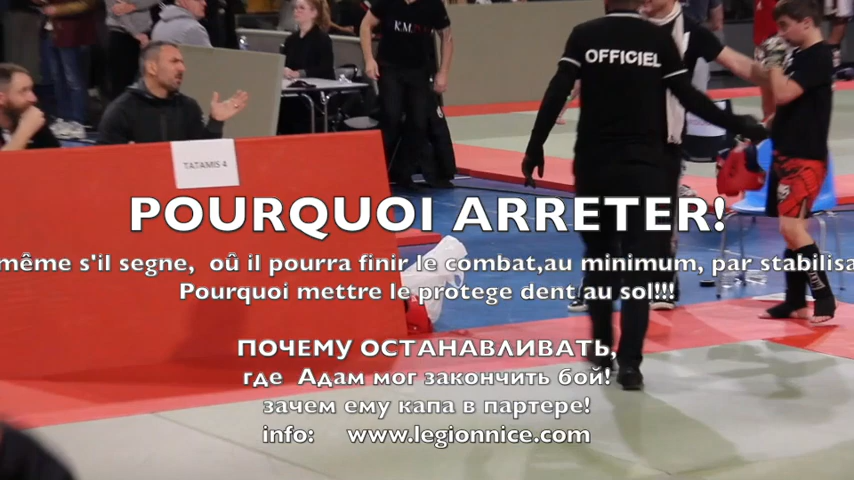 KM
OFFICIEL
TATAMIS 4
POURQUOI ARRETER!
même s'il segne, oû il pourra finir le combat,au minimum, par stabilisa
Pourquoi mettre le protege dent au sol!!!
ПОЧЕМУ ОСТАНАВЛИВАТЬ,
где Адам мог закончить бой!
зачем ему капа в партере!
info: www.legionnice.com